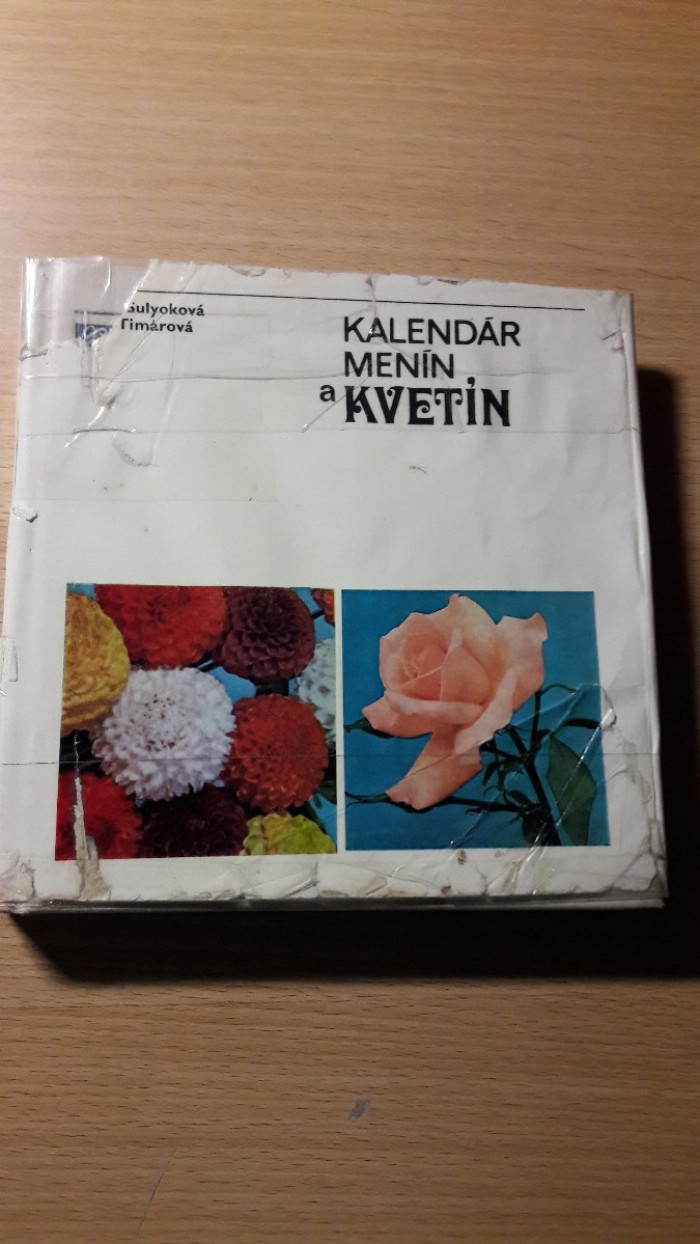 Sulyoková
Timárová
KALENDÁR
MENÍN
a KVETÍN